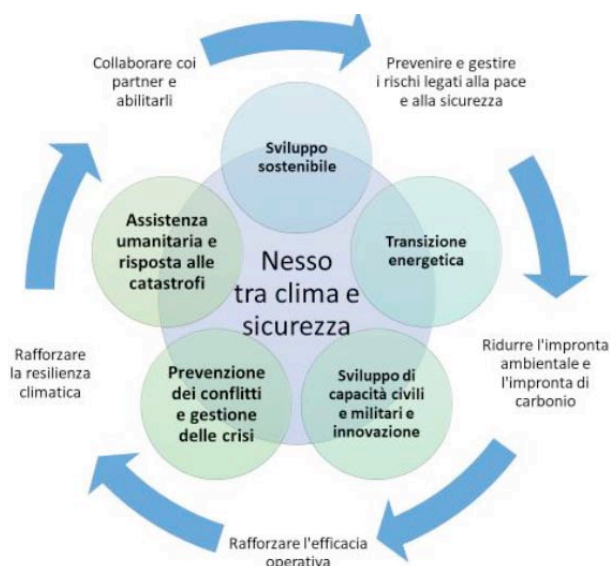 Collaborare coi
partner e
abilitarli
Prevenire e gestire
i rischi legati alla pace
e alla sicurezza
Sviluppo
sostenibile
Assistenza
umanitaria e
risposta alle
catastrofi
Nesso
tra clima e
sicurezza
Transizione
energetica
Rafforzare
la resilienza
climatica
Prevenzione
dei conflitti
e gestione
delle crisi
Sviluppo di
capacità civili
e militari e
innovazione
Ridurre l'impronta
ambientale e
l'impronta di
carbonio
Rafforzare l'efficacia
operativa